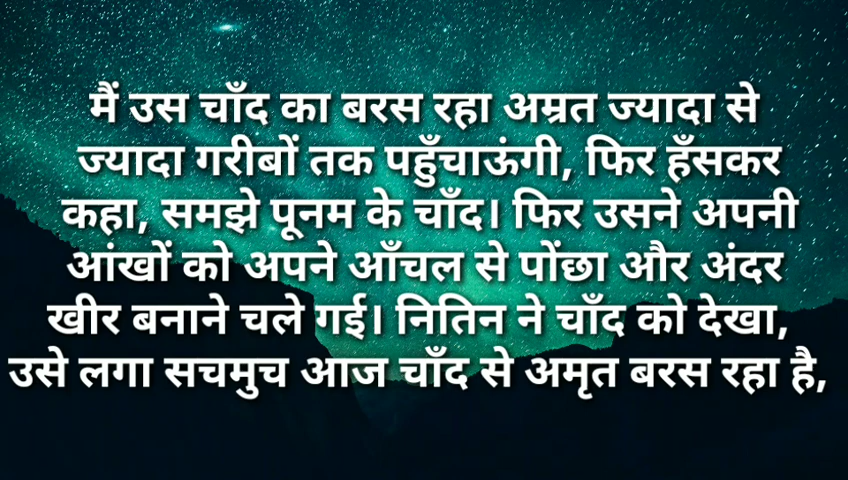 मैं उस चाँद का बरस रहा अम्रत ज्यादा से
ज्यादा गरीबों तक पहुँचाऊंगी, फिर हँसकर
कहा, समझे पूनम के चाँद। फिर उसने अपनी
आंखों को अपने आँचल से पोंछा और अंदर
खीर बनाने चले गई। नितिन ने चाँद को देखा,
उसे लगा सचमुच आज चाँद से अमृत बरस रहा है,